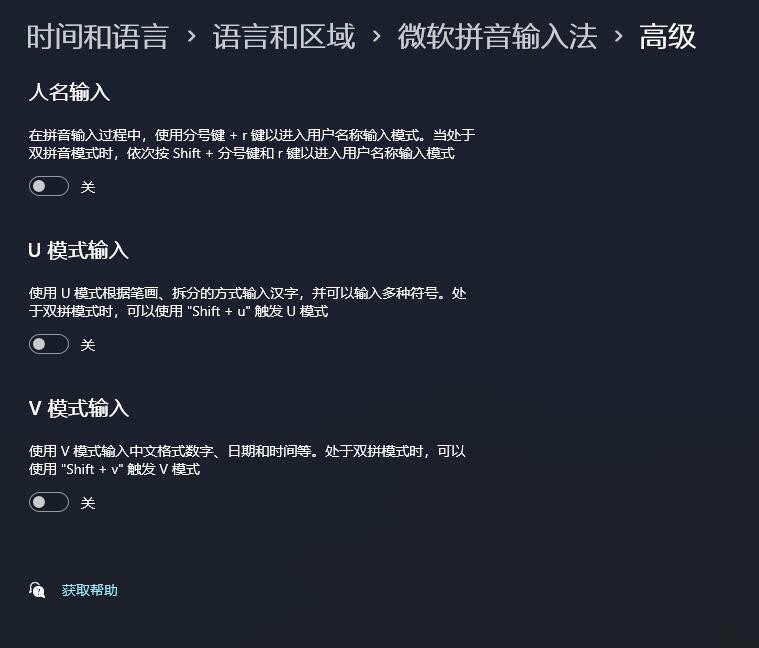 时间和语言 › 语言和区域 › 微软拼音输入法 › 高级
人名输入
在拼音输入过程中，使用分号键 + r 键以进入用户名称输入模式。当处于
双拼音模式时，依次按 Shift + 分号键和 r 键以进入用户名称输入模式
关
U 模式输入
使用 U 模式根据笔画、拆分的方式输入汉字，并可以输入多种符号。处
于双拼模式时，可以使用 "Shift + u" 触发 U 模式
关
V 模式输入
使用 V 模式输入中文格式数字、日期和时间等。处于双拼模式时，可以
使用 "Shift + v" 触发 V 模式
关
获取帮助